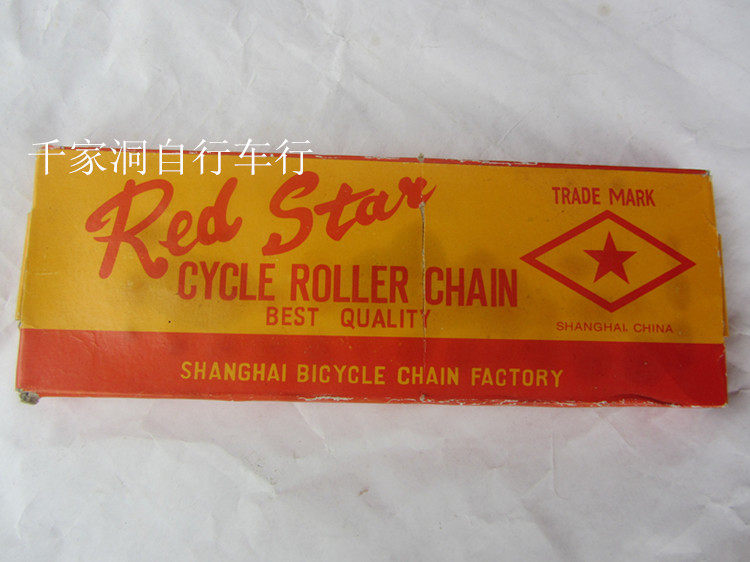 千家洞自行车行
Red Star
TRADE MARK
CYCLE ROLLER CHAIN
BEST QUALITY
SHANGHAI, CHINA
SHANGHAI BICYCLE CHAIN FACTORY